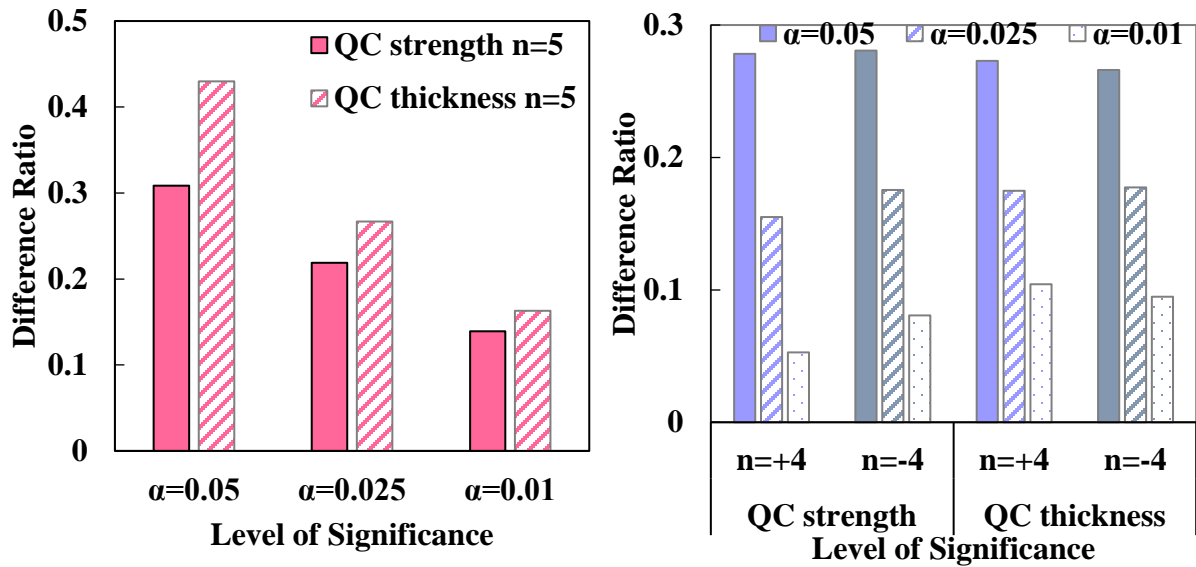 0.5
0.4
0.3
0.2
0.1
0
Difference Ratio
QC strength n=5
QC thickness n=5
α=0.05 α=0.025 α=0.01
Level of Significance
0.3
0.2
0.1
0
Difference Ratio
α=0.05 α=0.025 α=0.01
n=+4 n=-4 n=+4 n=-4
QC strength QC thickness
Level of Significance